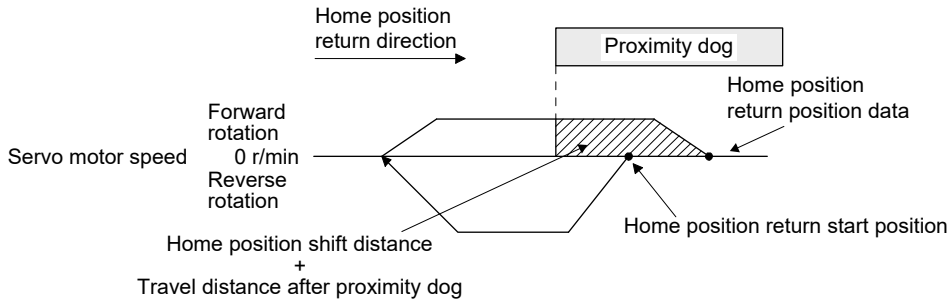 Home position
return direction
Proximity dog
Home position
return position data
Forward
rotation
Servo motor speed 0 r/min
Reverse
rotation
Home position return start position
Home position shift distance
+
Travel distance after proximity dog